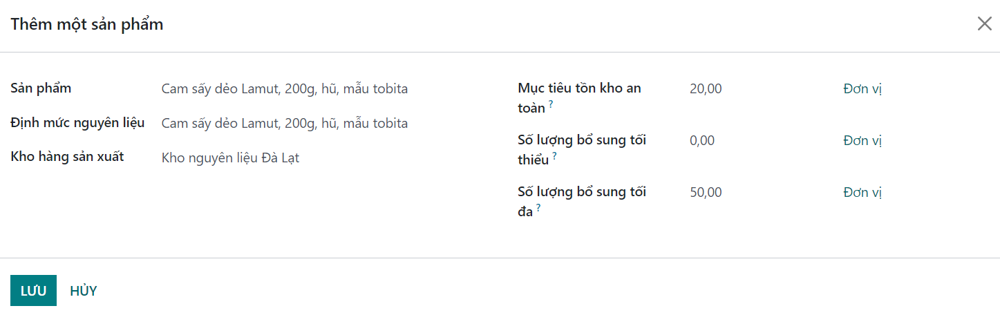 Thêm một sản phẩm
Sản phẩm
Cam sấy dẻo Lamut, 200g, hũ, mẫu tobita
Định mức nguyên liệu
Cam sấy dẻo Lamut, 200g, hũ, mẫu tobita
Kho hàng sản xuất
Kho nguyên liệu Đà Lạt
Mục tiêu tồn kho an
toàn ?
20,00
Đơn vị
Số lượng bổ sung tối
thiểu ?
0,00
Đơn vị
Số lượng bổ sung tối
đa ?
50,00
Đơn vị
LƯU
HỦY